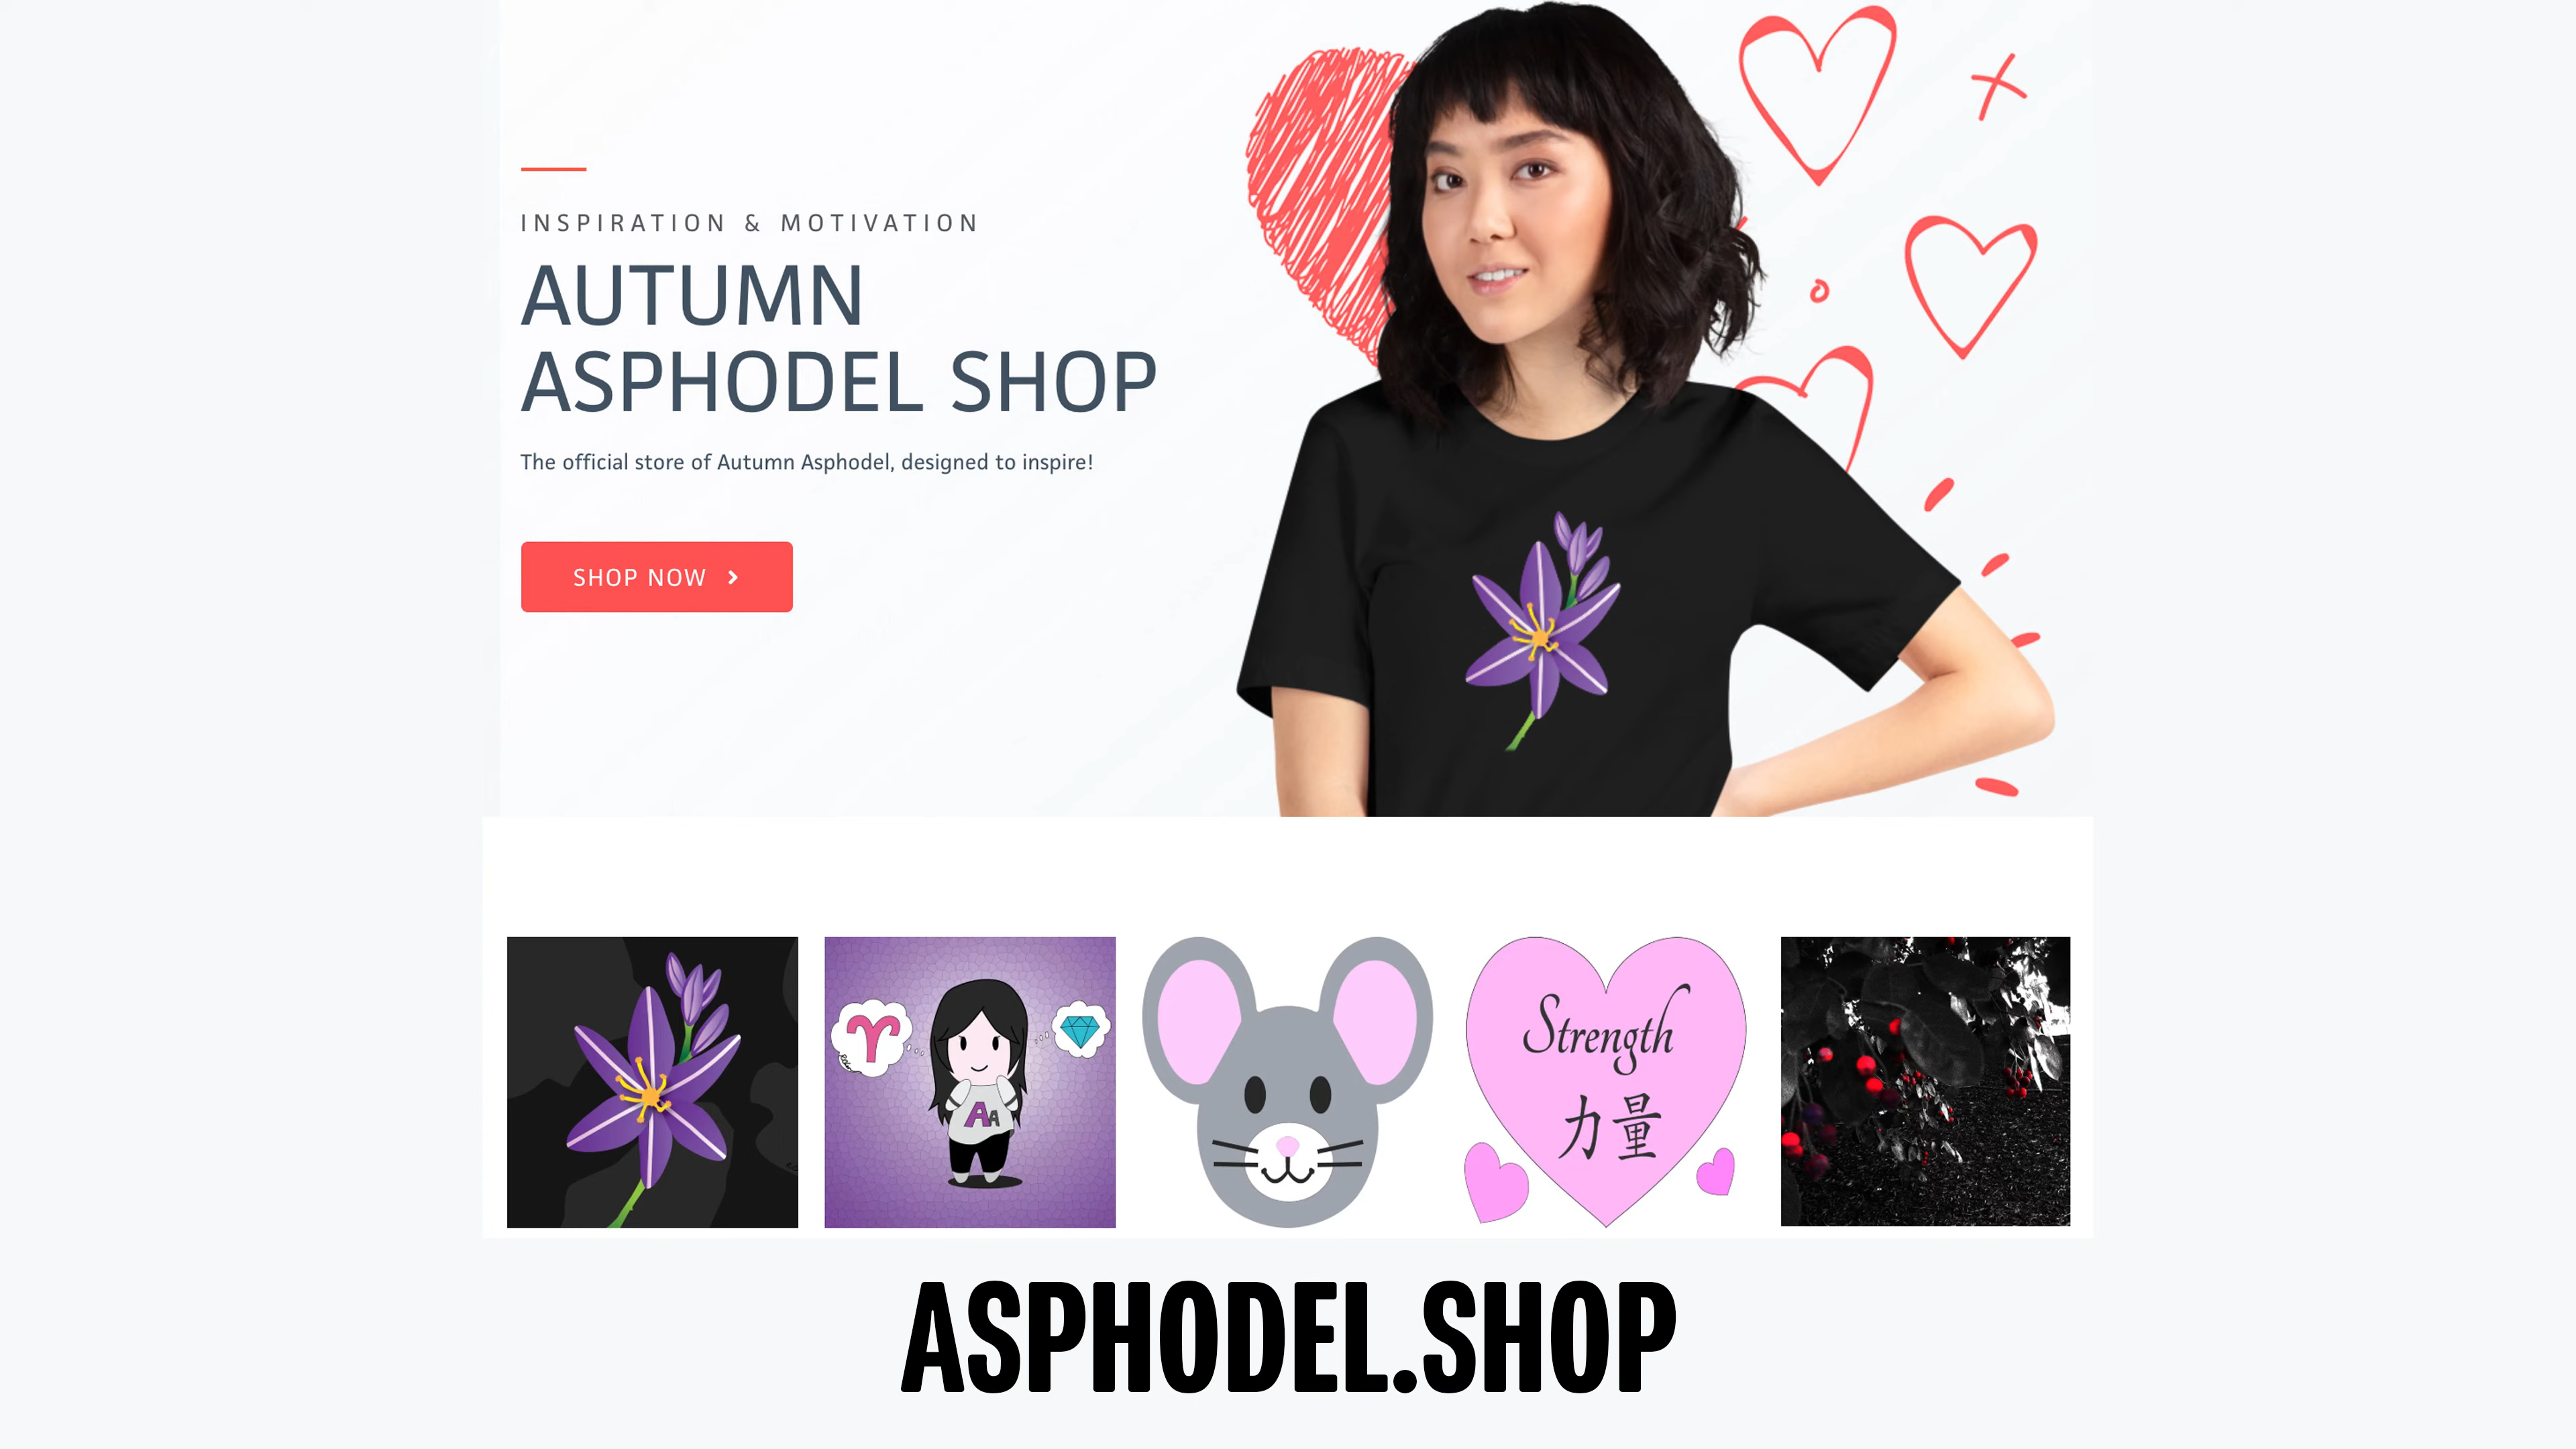 INSPIRATION & MOTIVATION
AUTUMN
ASPHODEL SHOP
The official store of Autumn Asphodel, designed to inspire!
SHOP NOW
AA
Strength
力量
ASPHODEL.SHOP